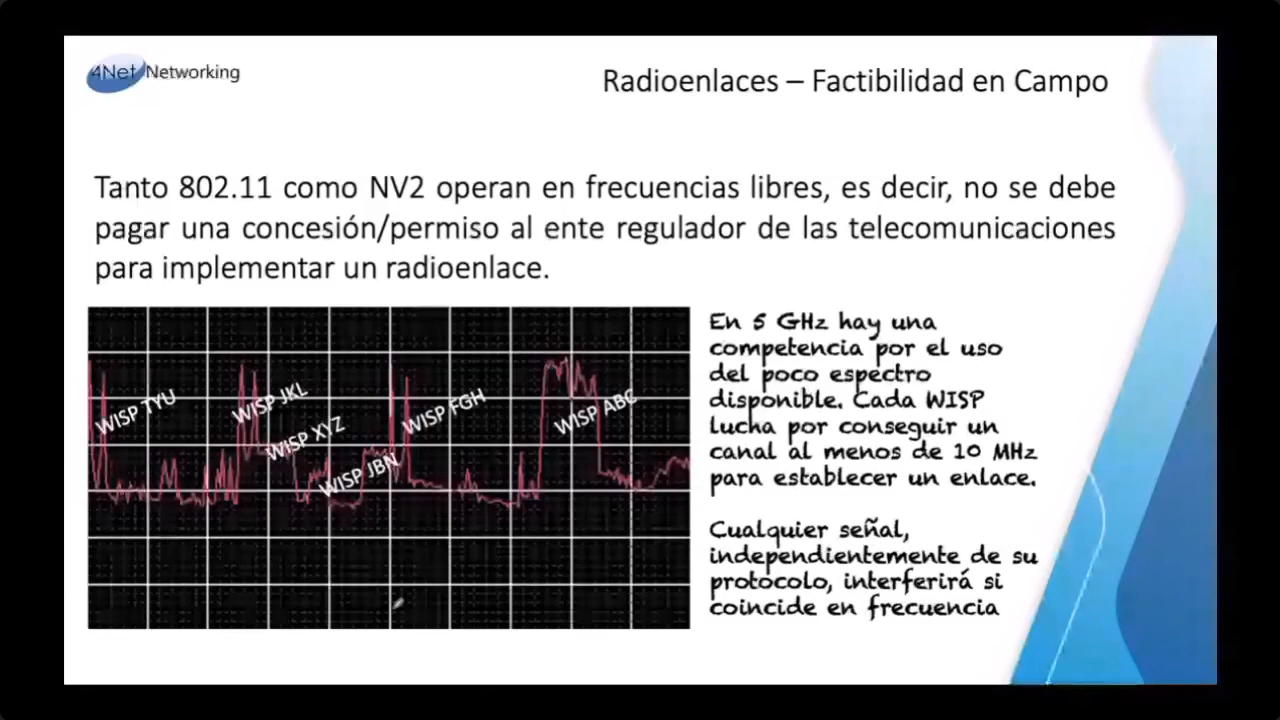 4Net Networking
Radioenlaces – Factibilidad en Campo
Tanto 802.11 como NV2 operan en frecuencias libres, es decir, no se debe
pagar una concesión/permiso al ente regulador de las telecomunicaciones
para implementar un radioenlace.
WISP TYU
WISP JKL
WISP XYZ
WISP JBN
WISP FGH
WISP ABC
En 5 GHz hay una
competencia por el uso
del poco espectro
disponible. Cada WISP
lucha por conseguir un
canal al menos de 10 MHz
para establecer un enlace.
Cualquier señal,
independientemente de su
protocolo, interferirá si
coincide en frecuencia